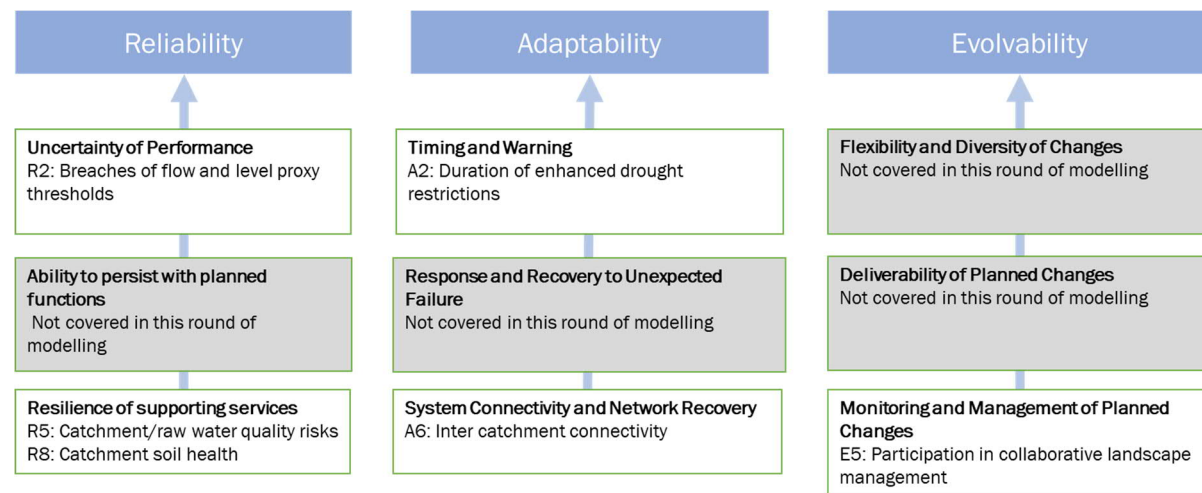 Reliability
Uncertainty of Performance
R2: Breaches of flow and level proxy
thresholds
Ability to persist with planned
functions
Not covered in this round of
modelling
Resilience of supporting services
R5: Catchment/raw water quality risks
R8: Catchment soil health
Adaptability
Timing and Warning
A2: Duration of enhanced drought
restrictions
Response and Recovery to Unexpected
Failure
Not covered in this round of modelling
System Connectivity and Network Recovery
A6: Inter catchment connectivity
Evolvability
Flexibility and Diversity of Changes
Not covered in this round of modelling
Deliverability of Planned Changes
Not covered in this round of modelling
Monitoring and Management of Planned
Changes
E5: Participation in collaborative landscape
management